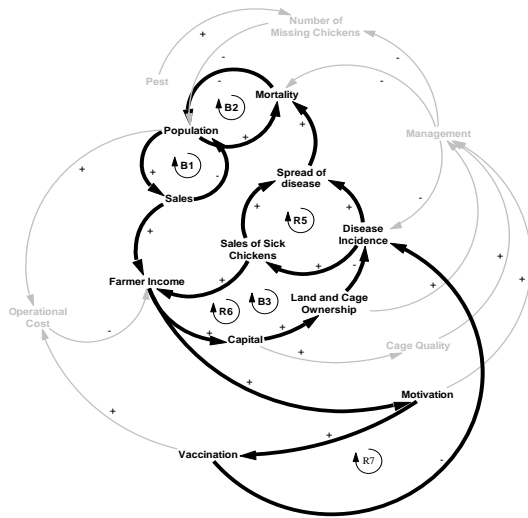 Number of
Missing Chickens
+
-
Pest
-
-
Mortality
B2
Population
+
Management
+
B1
+
+
-
Spread of
disease
-
Sales
+
+
R5
+
Sales of Sick
Chickens
Disease
Incidence
+
+
-
Farmer Income
Land and Cage
Ownership
+
R6
B3
Operational
Cost
-
+
+
Capital
+
Cage Quality
+
+
+
Motivation
+
+
Vaccination
R7
-